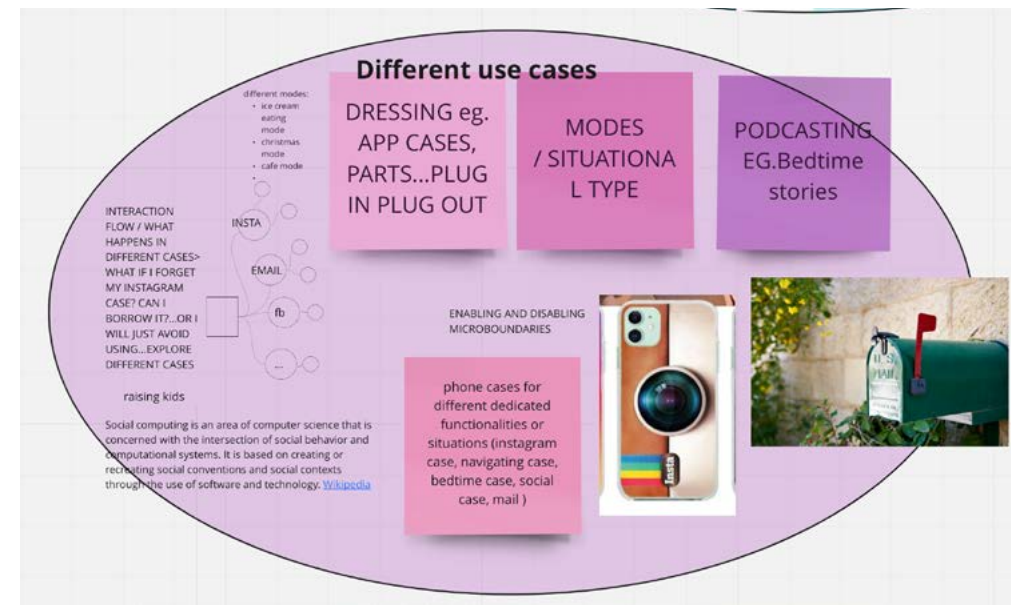 Different use cases
different modes:
• ice cream
eating
mode
• christmas
mode
• cafe mode
•
DRESSING eg.
APP CASES,
PARTS...PLUG
IN PLUG OUT
MODES
/ SITUATIONA
L TYPE
PODCASTING
EG.Bedtime
stories
INTERACTION
FLOW / WHAT
HAPPENS IN
DIFFERENT CASES>
WHAT IF I FORGET
MY INSTAGRAM
CASE? CAN I
BORROW IT?...OR I
WILL JUST AVOID
USING...EXPLORE
DIFFERENT CASES
INSTA
EMAIL
fb
...
raising kids
Social computing is an area of computer science that is
concerned with the intersection of social behavior and
computational systems. It is based on creating or
recreating social conventions and social contexts
through the use of software and technology. Wikipedia
ENABLING AND DISABLING
MICROBOUNDARIES
phone cases for
different dedicated
functionalities or
situations (instagram
case, navigating case,
bedtime case, social
case, mail )
Insta
U.S.
MAIL